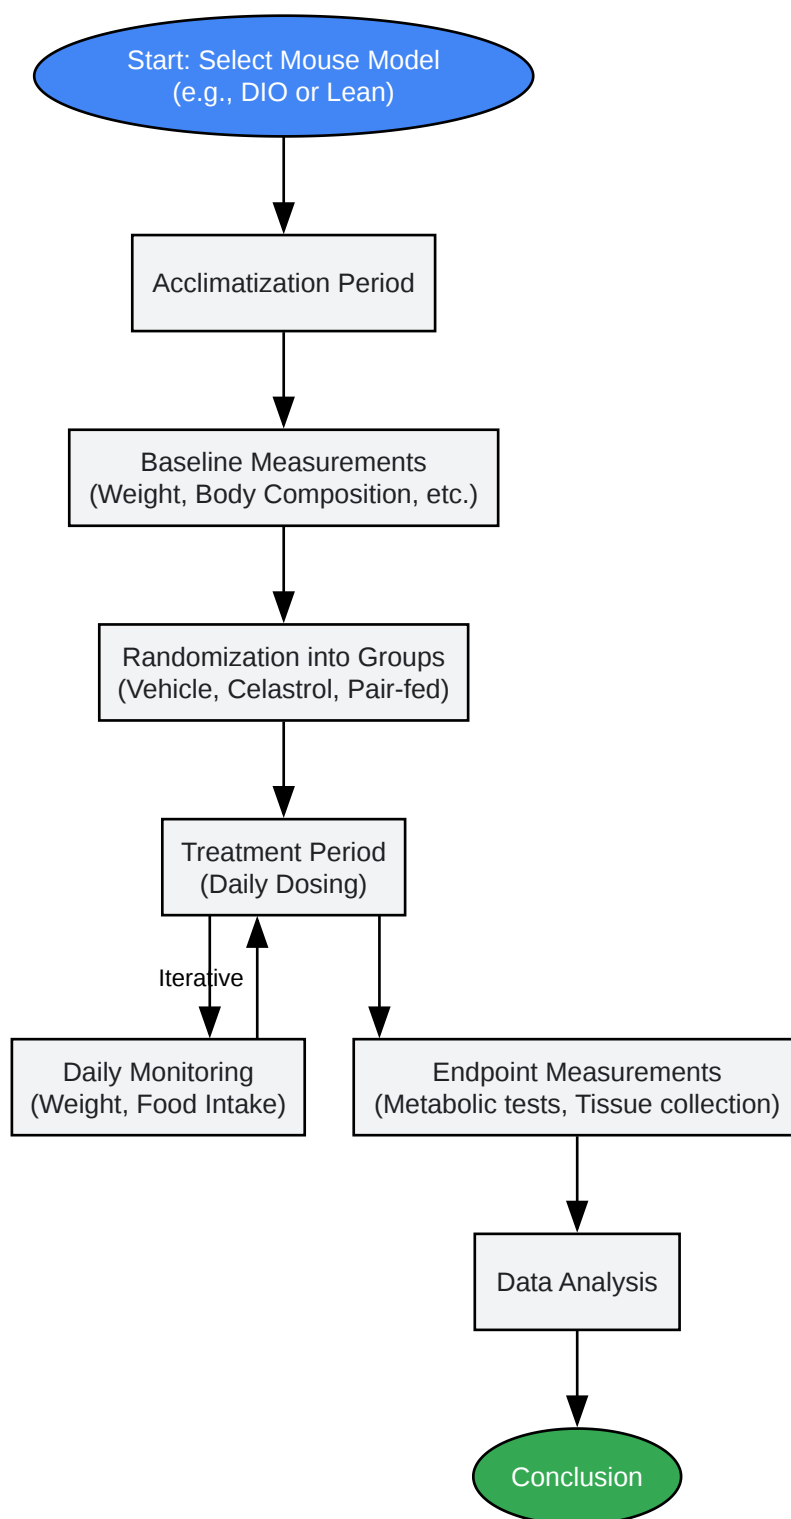 Start: Select Mouse Model
(e.g., DIO or Lean)
Acclimatization Period
Baseline Measurements
(Weight, Body Composition, etc.)
Randomization into Groups
(Vehicle, Celastrol, Pair-fed)
Treatment Period
(Daily Dosing)
Iterative
Daily Monitoring
(Weight, Food Intake)
Endpoint Measurements
(Metabolic tests, Tissue collection)
Data Analysis
Conclusion